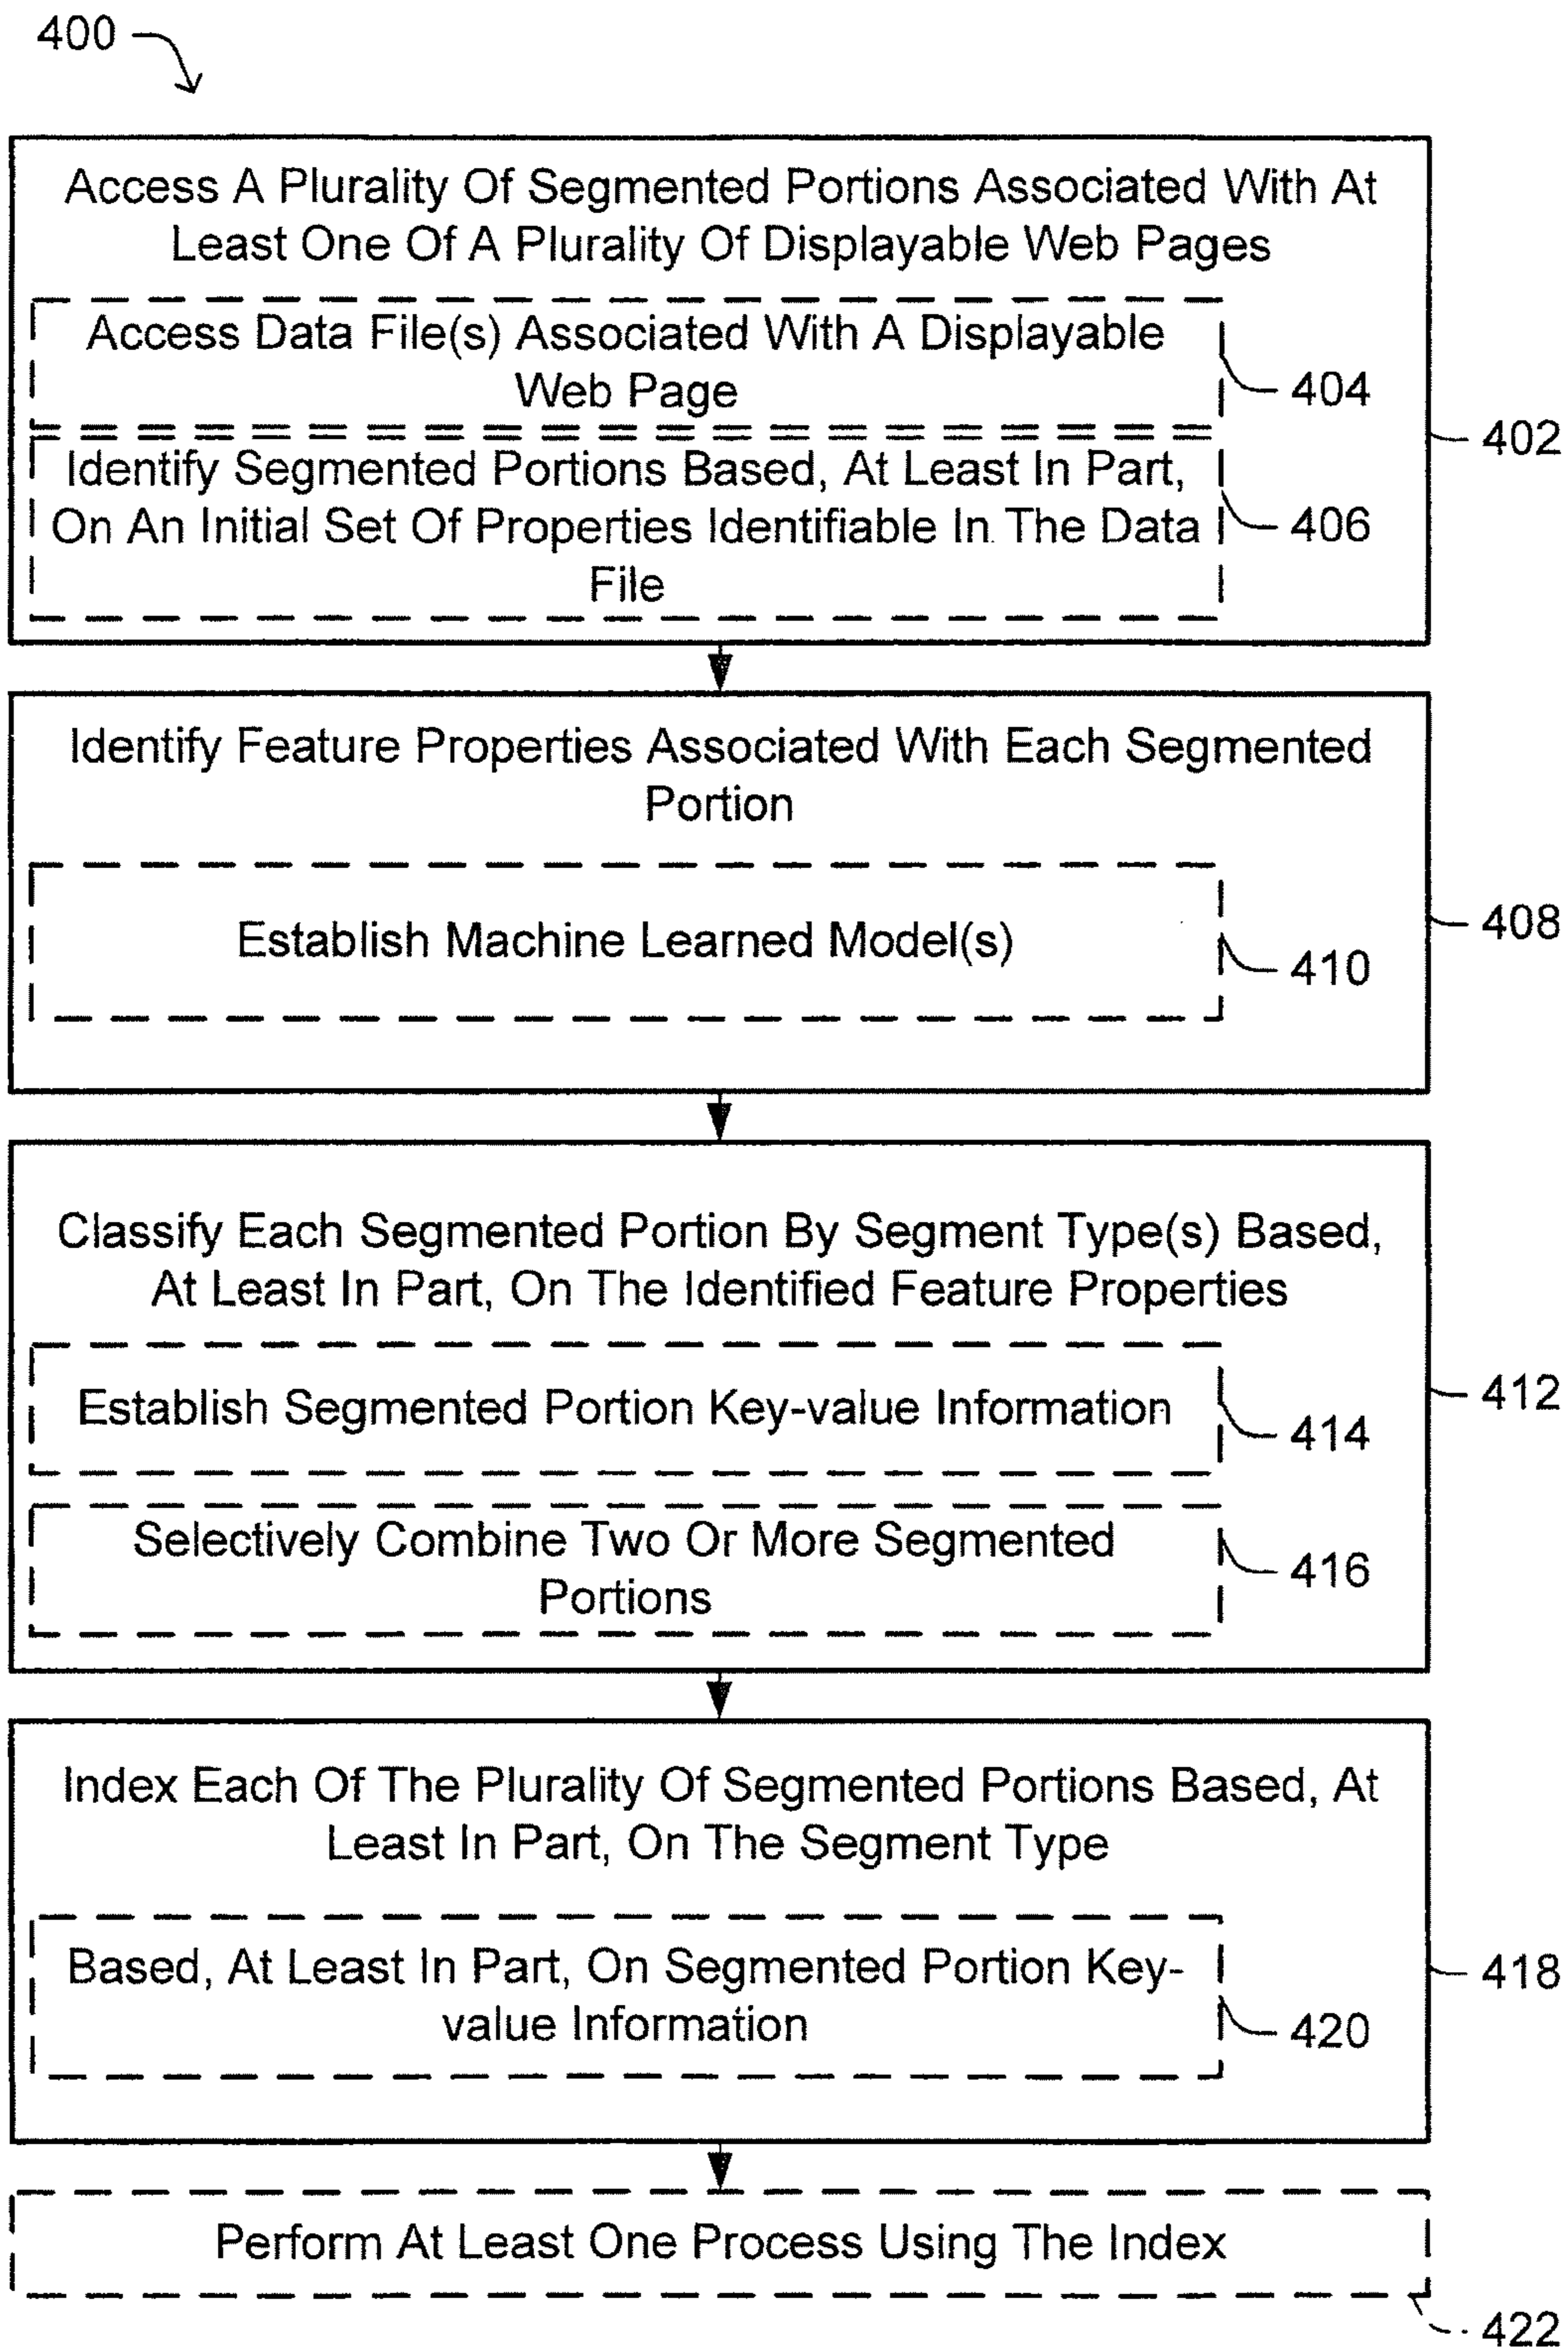 400
Access A Plurality Of Segmented Portions Associated With At
Least One Of A Plurality Of Displayable Web Pages
Access Data File(s) Associated With A Displayable
Web Page
404
402
Identify Segmented Portions Based, At Least In Part,
On An Initial Set Of Properties Identifiable In The Data
File
406
Identify Feature Properties Associated With Each Segmented
Portion
408
Establish Machine Learned Model(s)
410
Classify Each Segmented Portion By Segment Type(s) Based,
At Least In Part, On The Identified Feature Properties
412
Establish Segmented Portion Key-value Information
414
Selectively Combine Two Or More Segmented
Portions
416
Index Each Of The Plurality Of Segmented Portions Based, At
Least In Part, On The Segment Type
418
Based, At Least In Part, On Segmented Portion Key-
value Information
420
Perform At Least One Process Using The Index
422